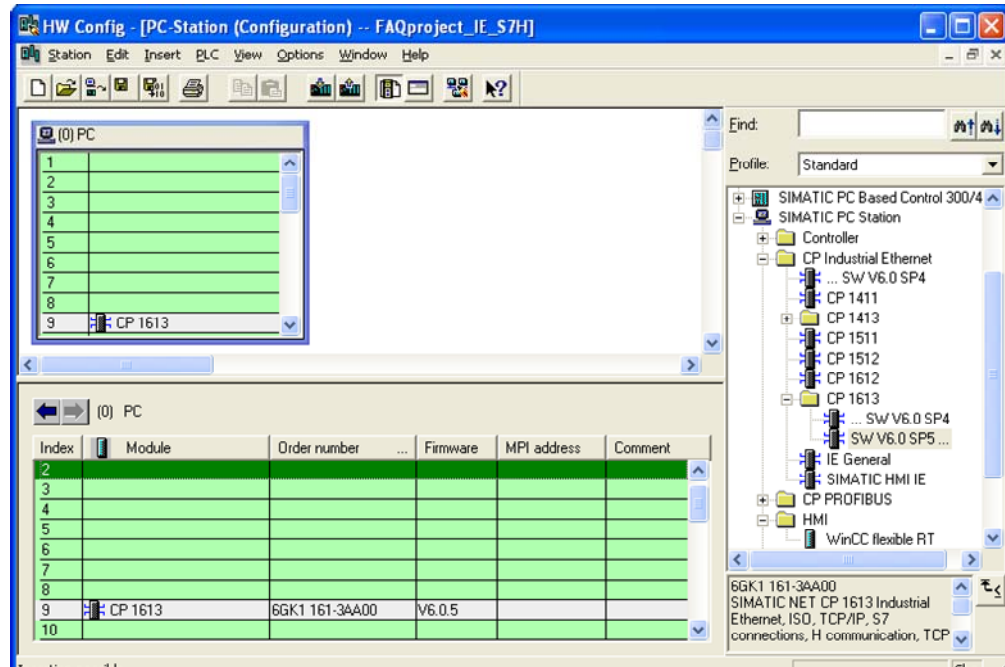 HW Config - [PC-Station (Configuration) -- FAQproject_IE_S7H]
Station Edit Insert PLC View Options Window Help
(0) PC
1
2
3
4
5
6
7
8
9 CP 1613
(0) PC
Index Module Order number ... Firmware MPI address Comment
2
3
4
5
6
7
8
9 CP 1613 6GK1 161-3AA00 V6.0.5
10
Find:
Profile: Standard
SIMATIC PC Based Control 300/4
SIMATIC PC Station
Controller
CP Industrial Ethernet
... SW V6.0 SP4
CP 1411
CP 1413
CP 1511
CP 1512
CP 1612
CP 1613
... SW V6.0 SP4
SW V6.0 SP5 ...
IE General
SIMATIC HMI IE
CP PROFIBUS
HMI
WinCC flexible RT
6GK1 161-3AA00
SIMATIC NET CP 1613 Industrial
Ethernet, ISO, TCP/IP, S7
connections, H communication, TCP